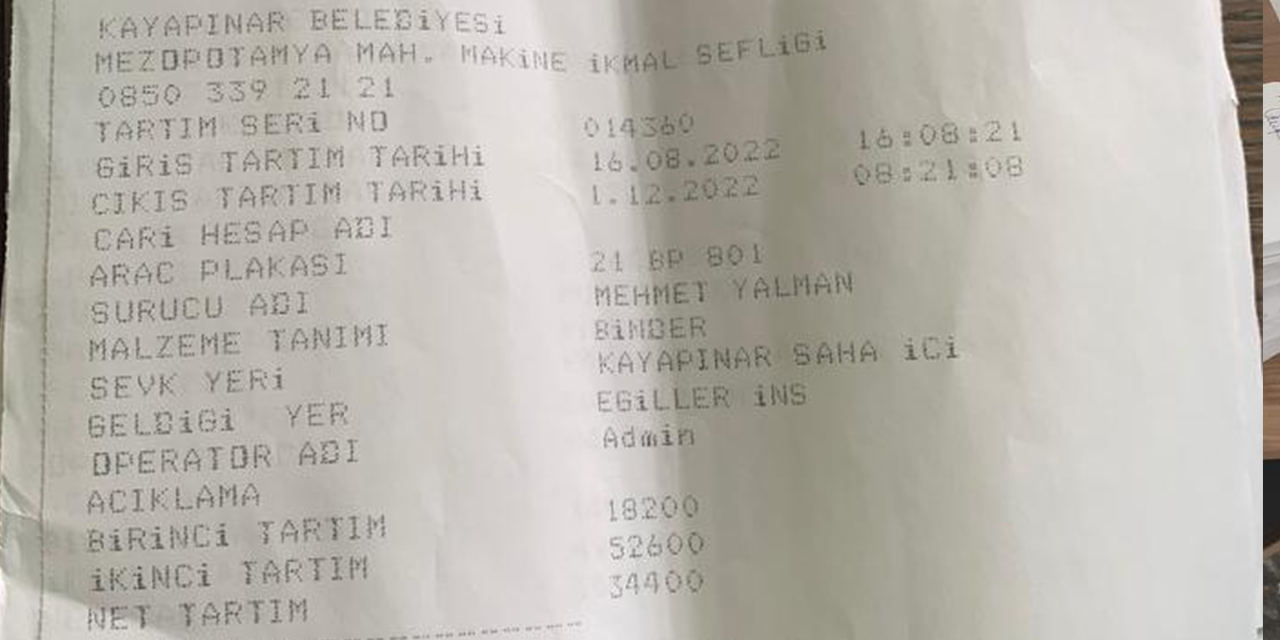 KAYAPINAR BELEDiYESi
MEZOPOTAMYA MAH. MAKiNE iKMAL SEFLiGi
0850 339 21 21
TARTIM SERi NO 014360
GiRiS TARTIM TARiHi 16.08.2022 16:08:21
CIKIS TARTIM TARiHi 1.12.2022 08:21:08
CARi HESAP ADI
ARAC PLAKASI 21 BP 801
SURUCU ADI MEHMET YALMAN
MALZEME TANIMI BiNDER
SEVK YERi KAYAPINAR SAHA iCi
GELDiGi YER EGiLLER iNS
OPERATOR ADI Admin
ACIKLAMA
BiRiNCi TARTIM 18200
iKiNCi TARTIM 52600
NET TARTIM 34400